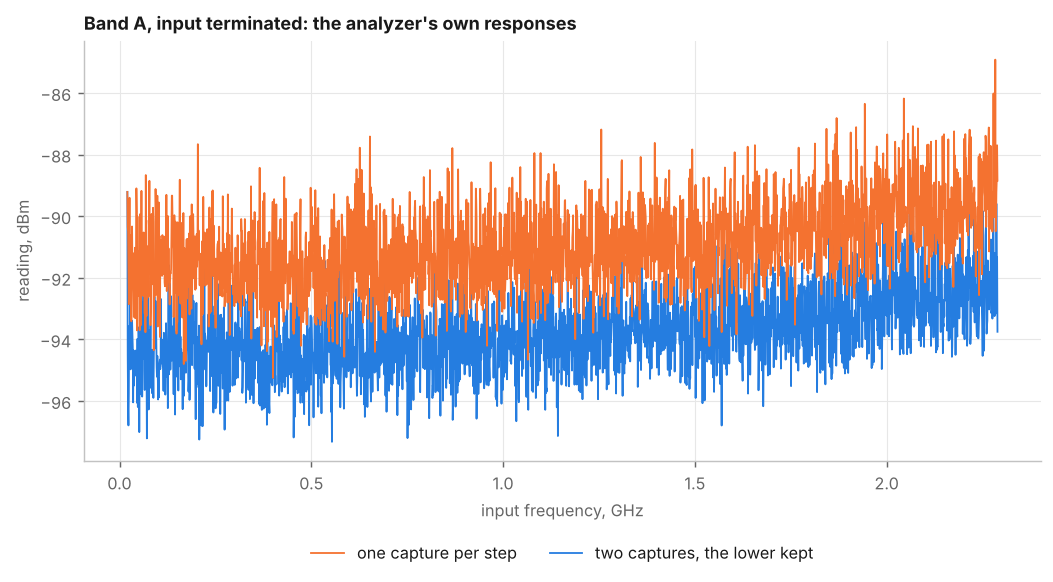 Band A, input terminated: the analyzer's own responses
reading, dBm
−86
−88
−90
−92
−94
−96
0.0 0.5 1.0 1.5 2.0
input frequency, GHz
one capture per step two captures, the lower kept